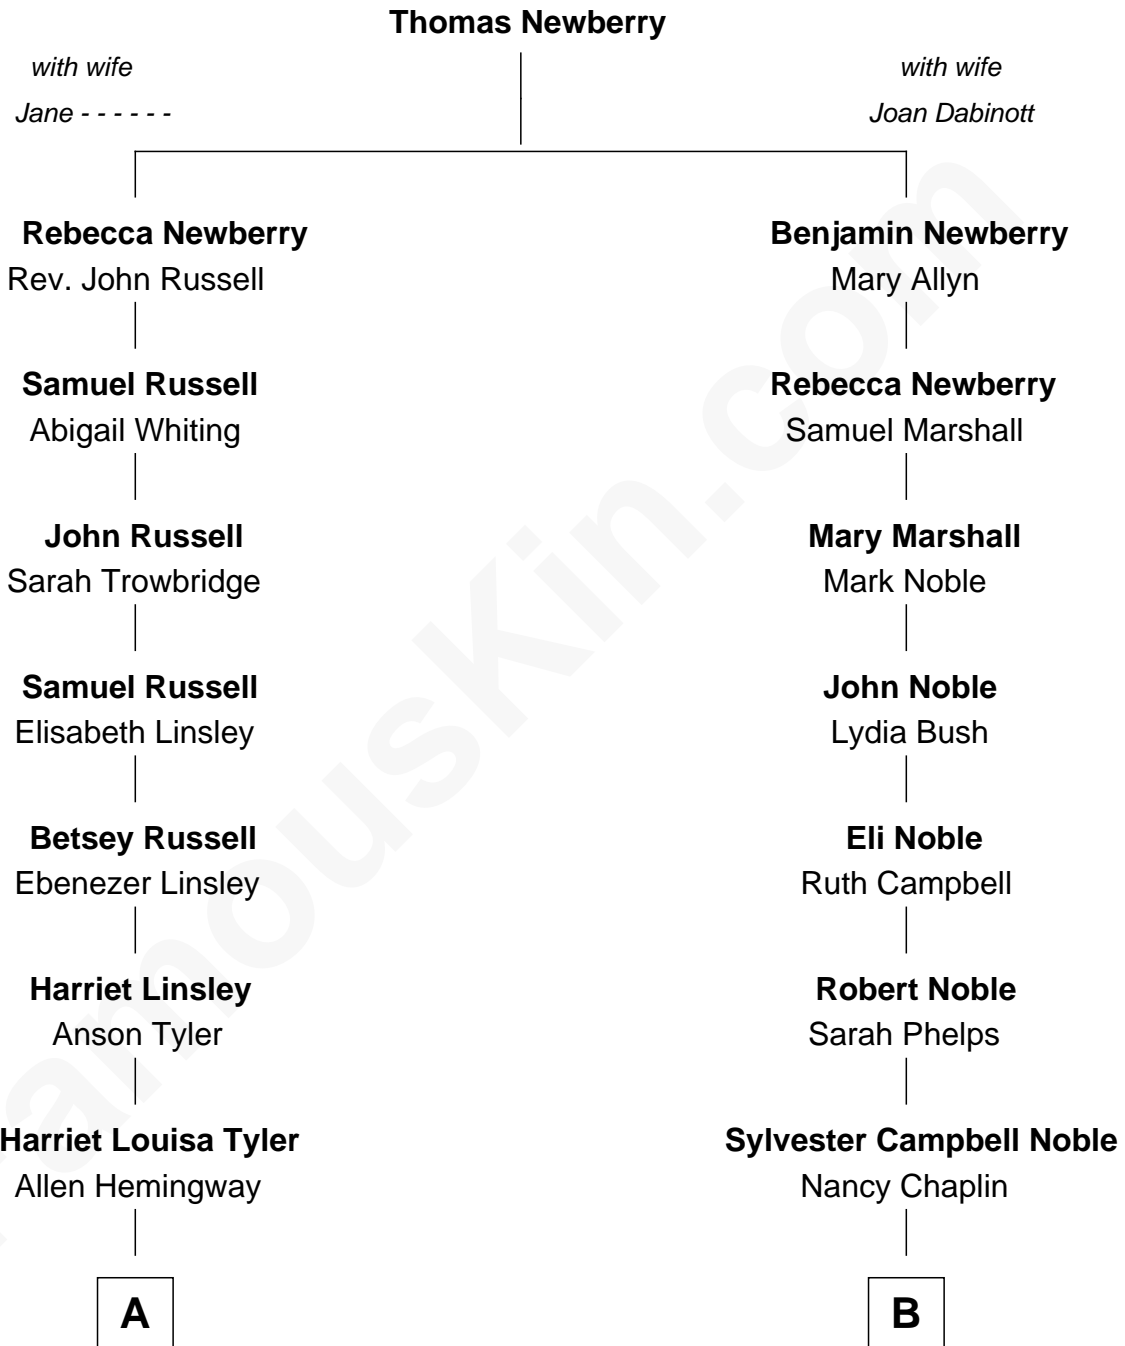 Thomas Newberry
with wife
Jane - - - - - -
with wife
Joan Dabinott
Rebecca Newberry
Rev. John Russell
Benjamin Newberry
Mary Allyn
Samuel Russell
Abigail Whiting
Rebecca Newberry
Samuel Marshall
John Russell
Sarah Trowbridge
Mary Marshall
Mark Noble
Samuel Russell
Elisabeth Linsley
John Noble
Lydia Bush
Betsey Russell
Ebenezer Linsley
Eli Noble
Ruth Campbell
Harriet Linsley
Anson Tyler
Robert Noble
Sarah Phelps
Harriet Louisa Tyler
Allen Hemingway
Sylvester Campbell Noble
Nancy Chaplin
A
B
FamousKin.com